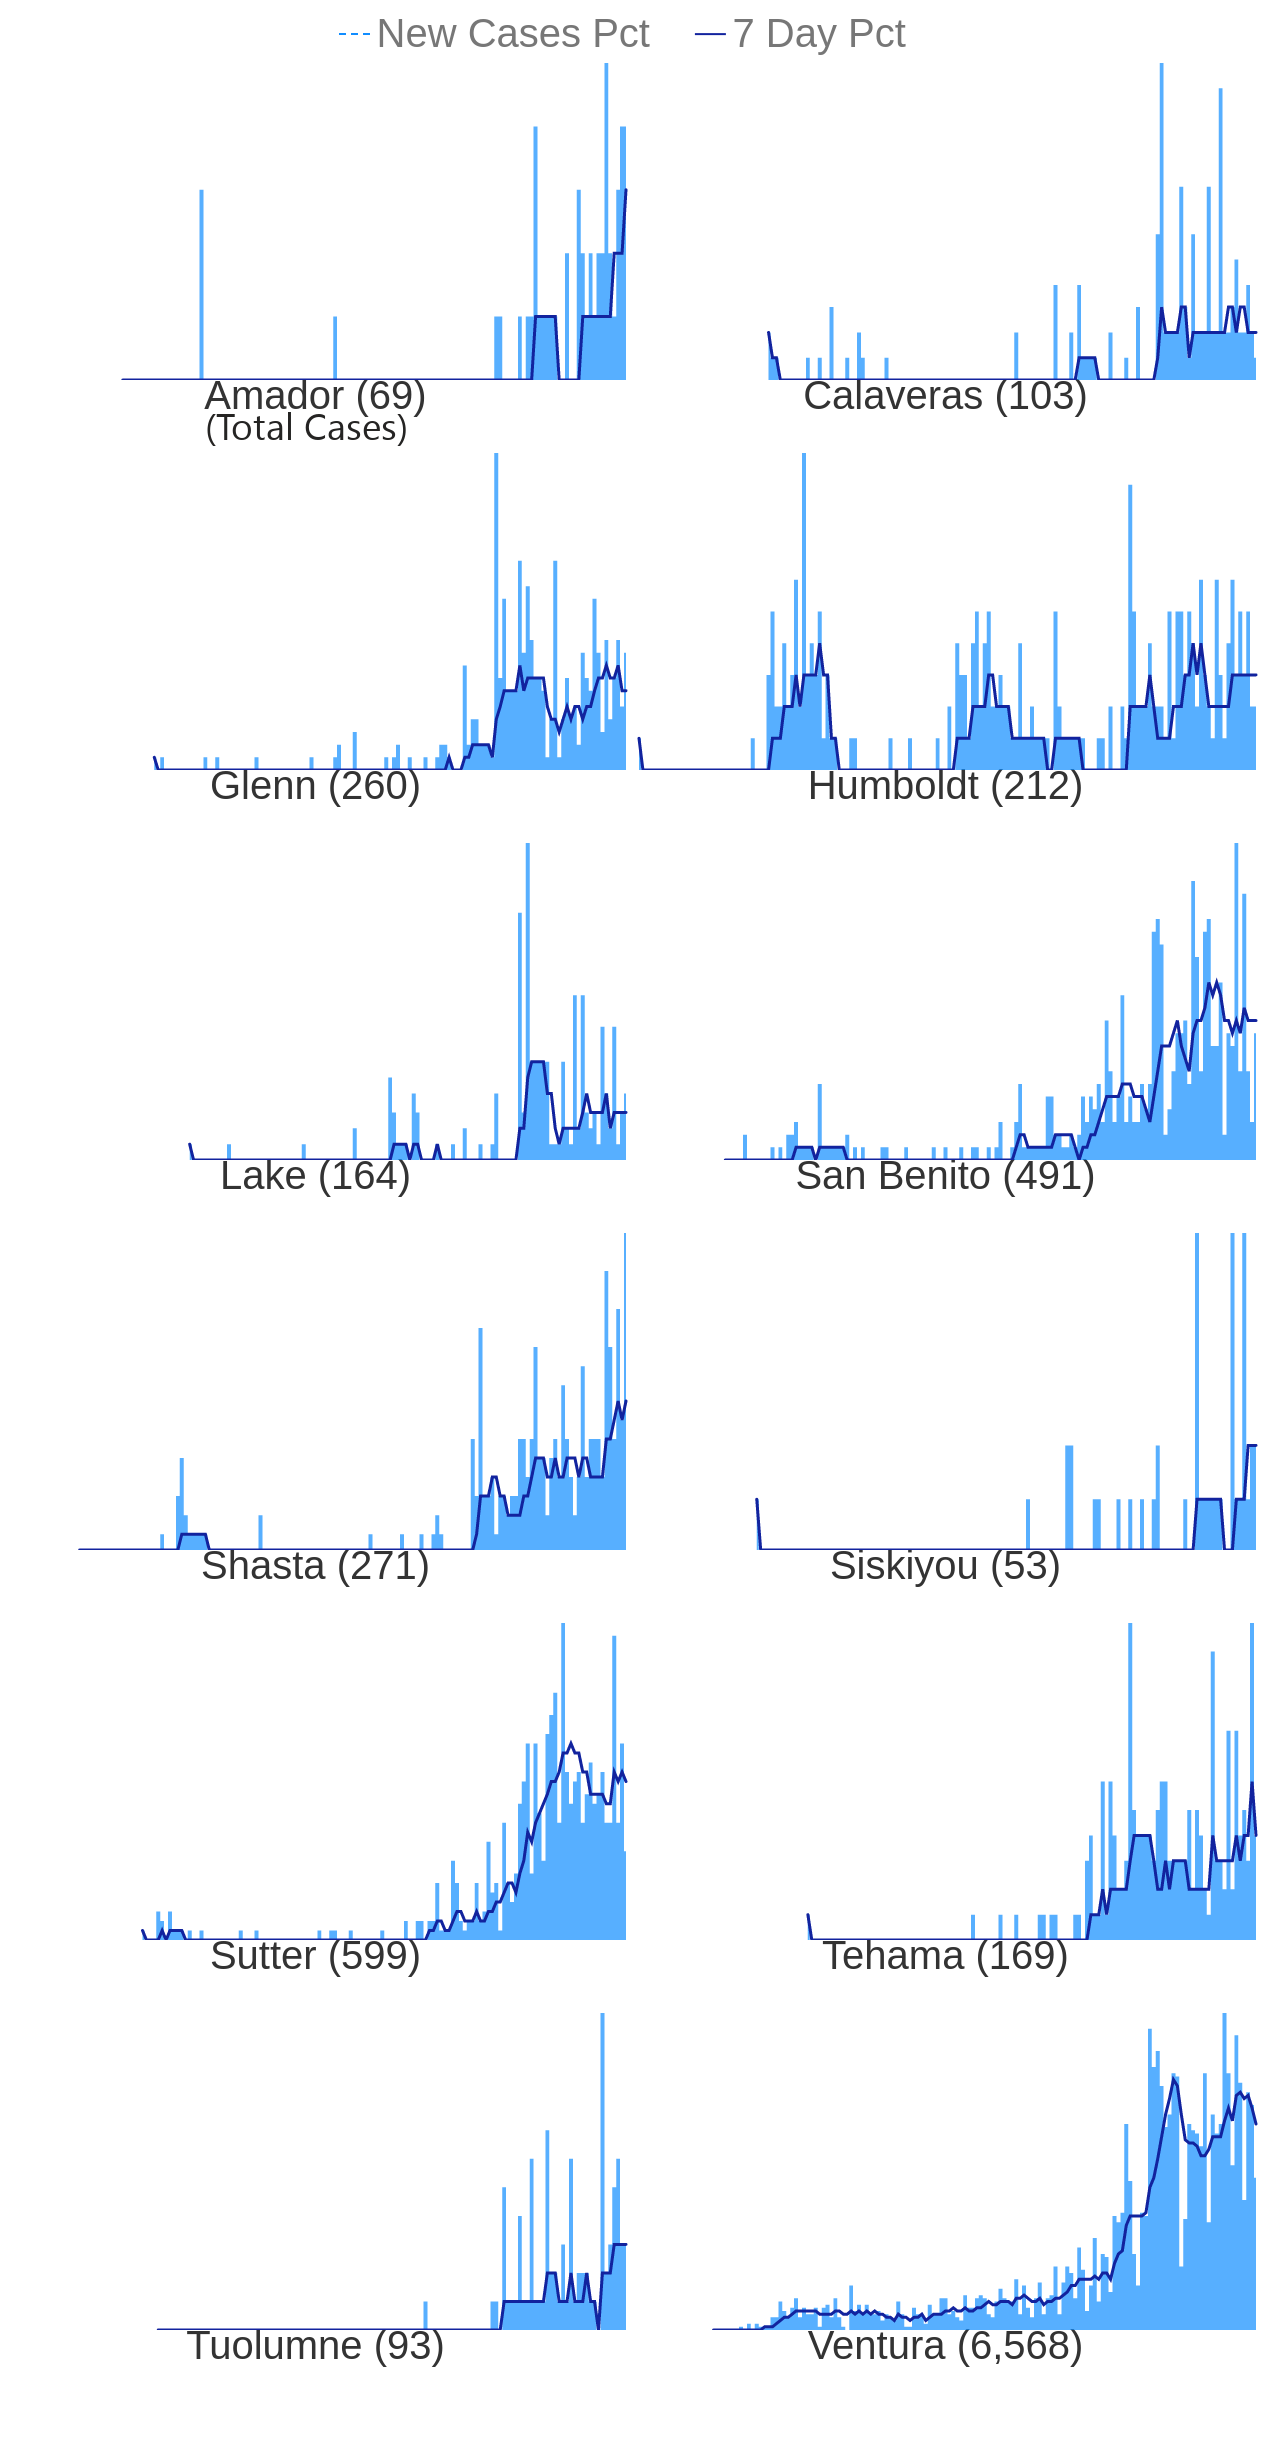 New Cases Pct 7 Day Pct
Amador (69) Calaveras (103)
(Total Cases)
Glenn (260) Humboldt (212)
Lake (164) San Benito (491)
Shasta (271) Siskiyou (53)
Sutter (599) Tehama (169)
Tuolumne (93) Ventura (6,568)